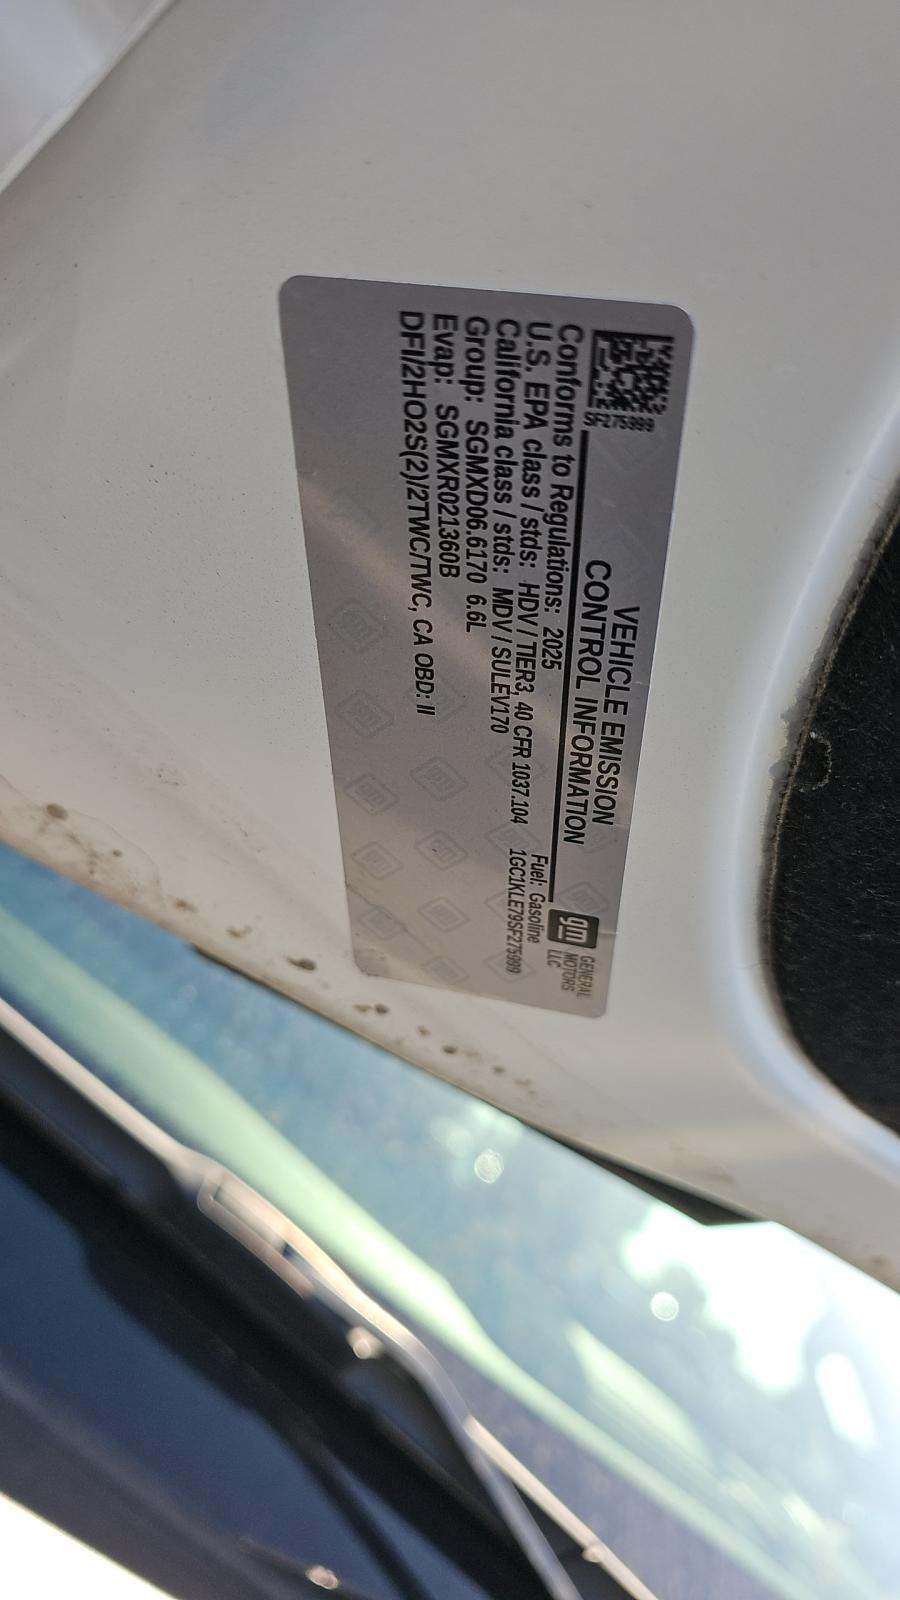 SF275999
VEHICLE EMISSION
CONTROL INFORMATION
gm GENERAL
MOTORS
LLC
Conforms to Regulations: 2025
Fuel: Gasoline
U.S. EPA class / stds: HDV / TIER3, 40 CFR 1037.104
1GC1KLE79SF275999
California class / stds: MDV / SULEV170
Group: SGMXD06.6170 6.6L
Evap: SGMXR021360B
DFI/2HO2S(2)/2TWC/TWC, CA OBD: II